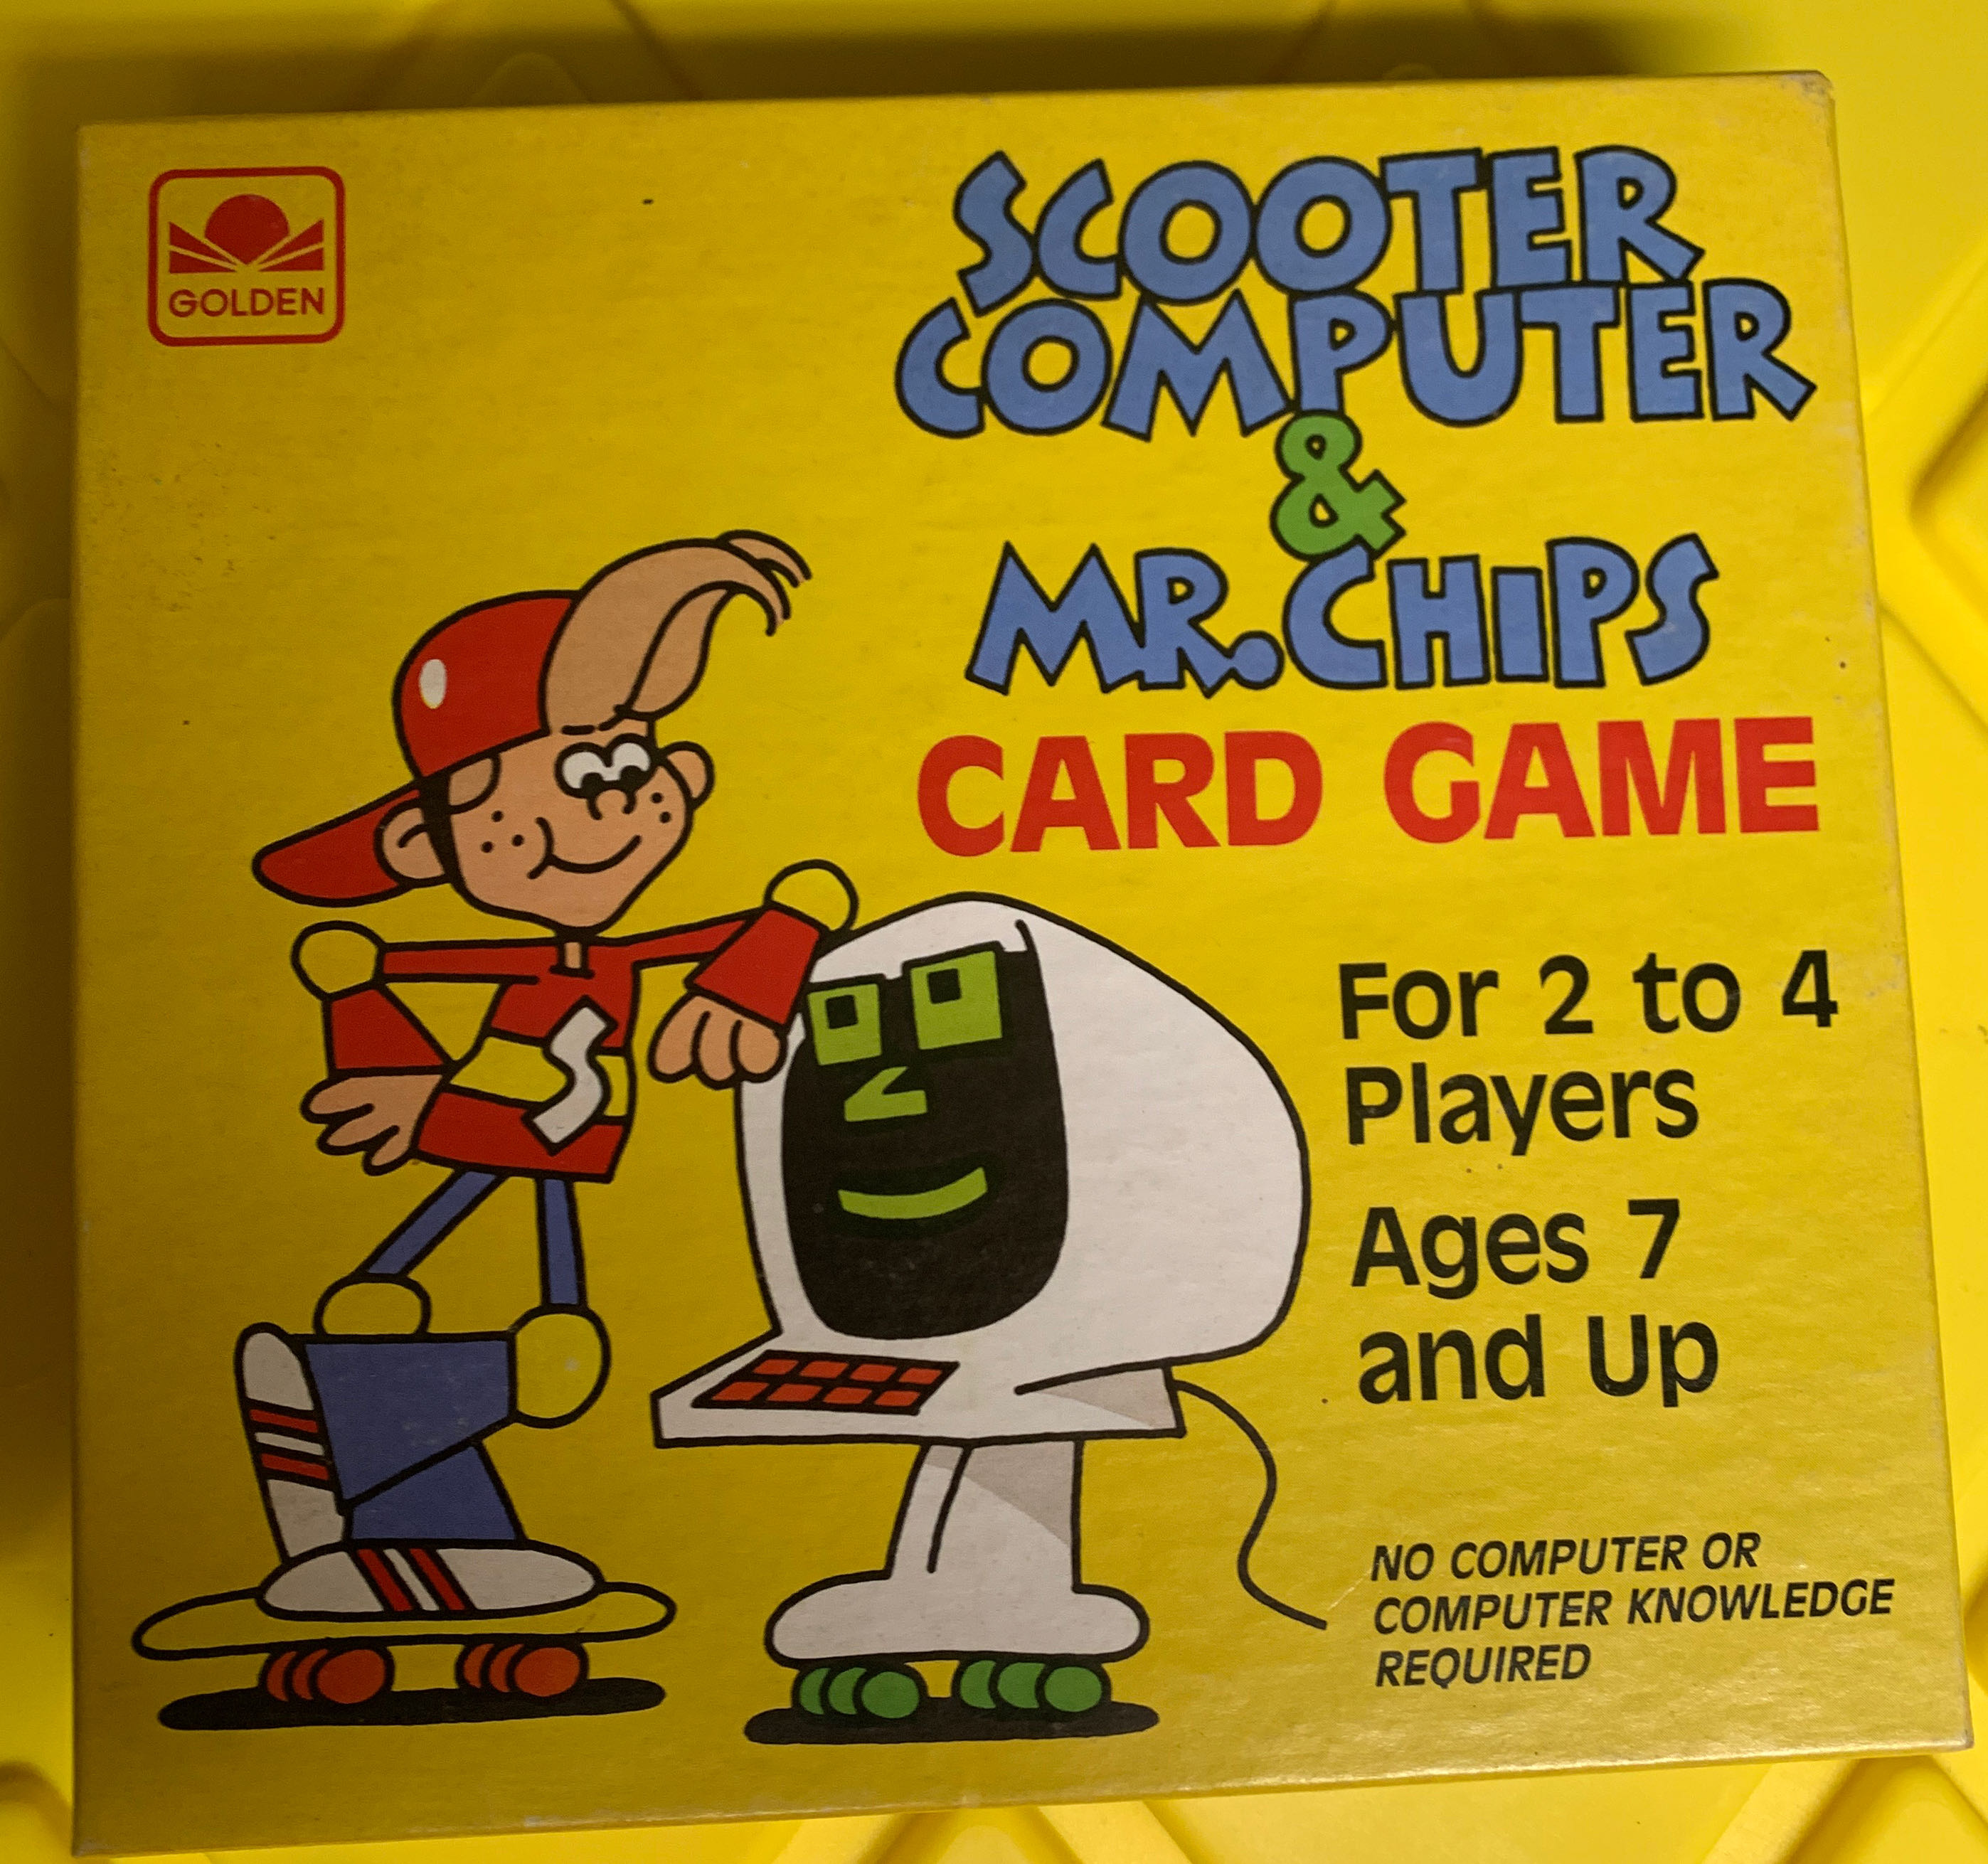 GOLDEN
SCOOTER
COMPUTER
&
MR. CHIPS
CARD GAME
For 2 to 4
Players
Ages 7
and Up
NO COMPUTER OR
COMPUTER KNOWLEDGE
REQUIRED
S